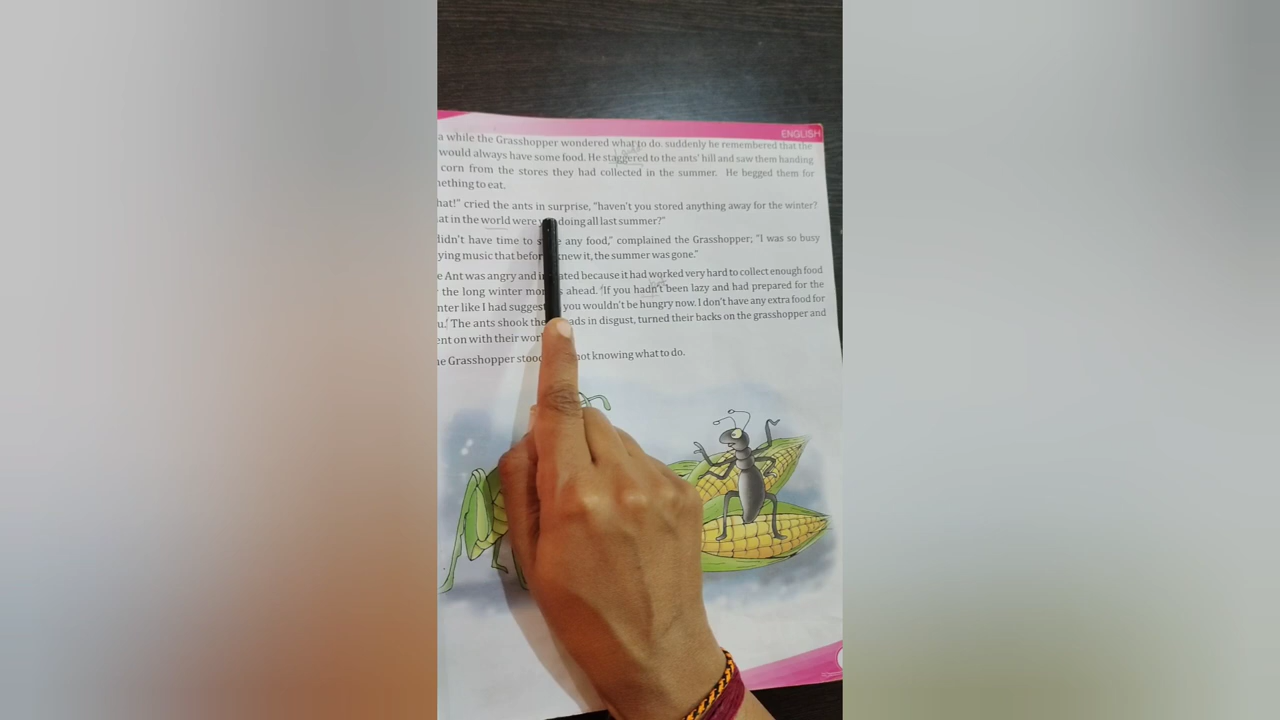 ENGLISH
a while the Grasshopper wondered what to do. suddenly he remembered that the
would always have some food. He staggered to the ants' hill and saw them handing
corn from the stores they had collected in the summer. He begged them for
nething to eat.
hat!" cried the ants in surprise, "haven't you stored anything away for the winter?
at in the world were doing all last summer?"
didn't have time to any food," complained the Grasshopper; "I was so busy
ying music that before knew it, the summer was gone."
e Ant was angry and because it had worked very hard to collect enough food
the long winter ahead. 'If you hadn't been lazy and had prepared for the
nter like I had you wouldn't be hungry now. I don't have any extra food for
u.' The ants shook in disgust, turned their backs on the grasshopper and
ent on with their
he Grasshopper not knowing what to do.